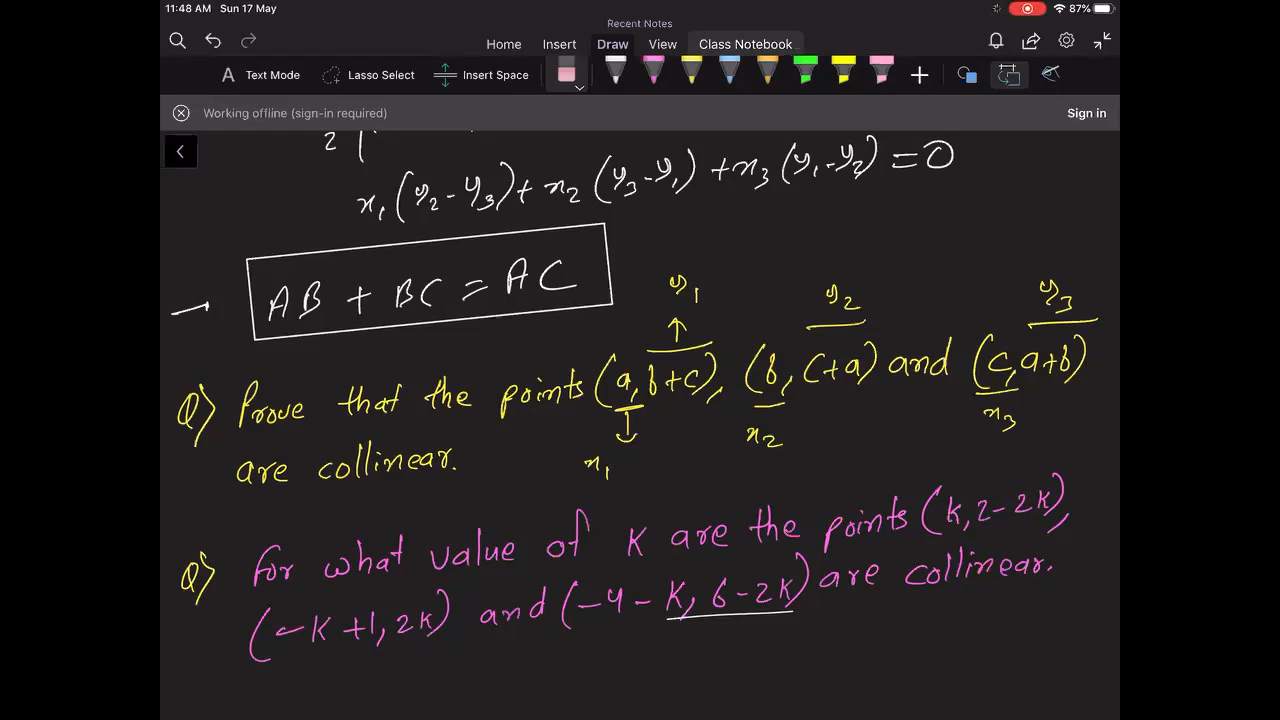 11:48 AM Sun 17 May
87%
Recent Notes
Home Insert Draw View Class Notebook
A Text Mode Lasso Select Insert Space
Working offline (sign-in required) Sign in
2
x₁(y₂-y₃)+x₂(y₃-y₁)+x₃(y₁-y₂)=0
→ AB + BC = AC
y₁ y₂ y₃
Q) Prove that the points (a, b+c), (b, c+a) and (c, a+b)
x₁ x₂ x₃
are collinear.
Q) For what value of K are the points (K, 2-2K),
(-K+1, 2K) and (-4-K, 6-2K) are collinear.